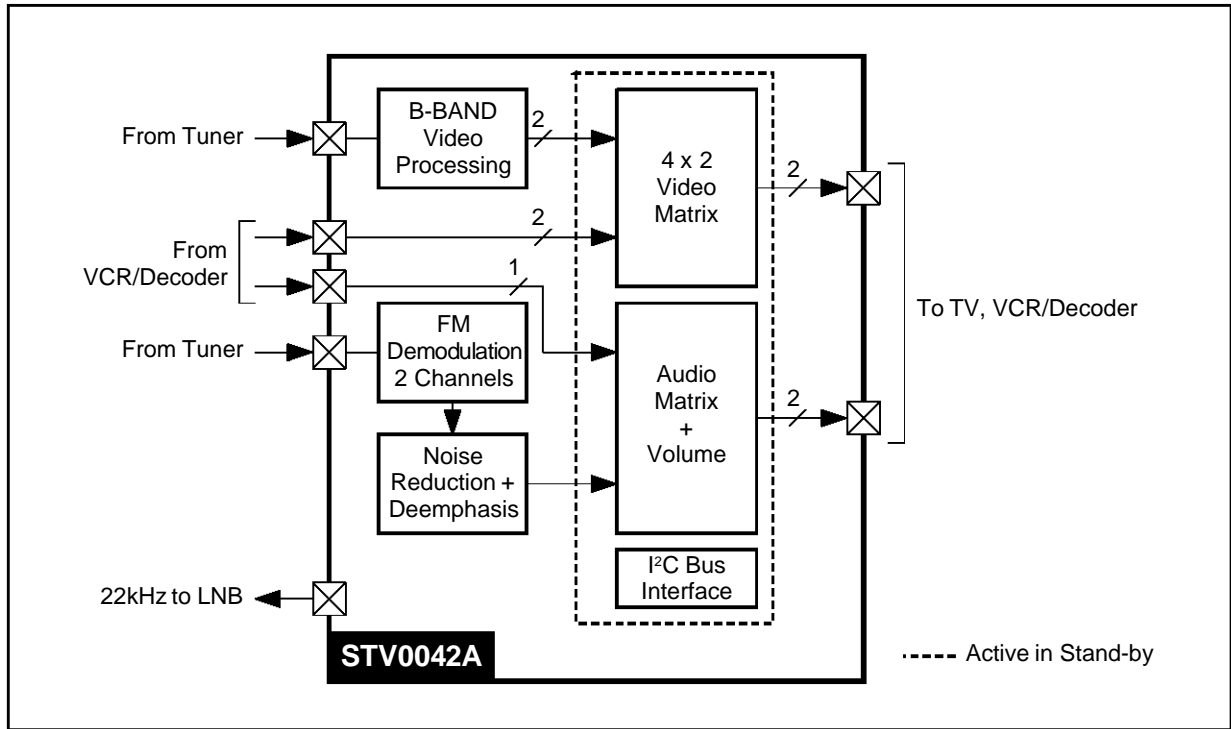 B-BAND
Video
Processing
2
From Tuner
4 x 2
Video
Matrix
2
2
From
VCR/Decoder
1
To TV, VCR/Decoder
FM
Demodulation
2 Channels
From Tuner
Audio
Matrix
+
Volume
2
Noise
Reduction +
Deemphasis
I²C Bus
Interface
22kHz to LNB
STV0042A
Active in Stand-by